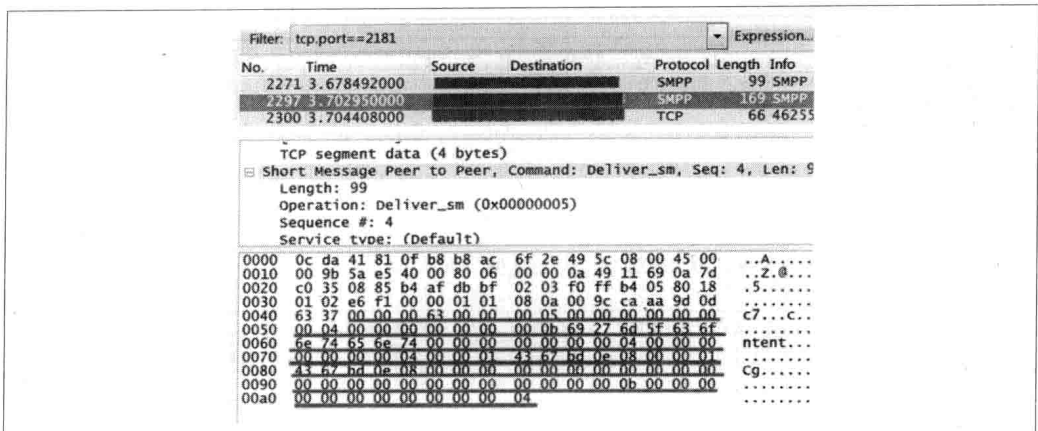 Filter: tcp.port==2181 Expression...
No. Time Source Destination Protocol Length Info
2271 3.678492000 SMPP 99 SMPP
2297 3.702950000 SMPP 169 SMPP
2300 3.704408000 TCP 66 46255
TCP segment data (4 bytes)
Short Message Peer to Peer, Command: Deliver_sm, Seq: 4, Len: 9
Length: 99
Operation: Deliver_sm (0x00000005)
Sequence #: 4
Service type: (Default)
0000 0c da 41 81 0f b8 b8 ac 6f 2e 49 5c 08 00 45 00 ..A.....
0010 00 9b 5a e5 40 00 80 06 00 00 0a 49 11 69 0a 7d ..Z.@...
0020 c0 35 08 85 b4 af db bf 02 03 f0 ff b4 05 80 18 .5......
0030 01 02 e6 f1 00 00 01 01 08 0a 00 9c ca aa 9d 0d ........
0040 63 37 00 00 00 63 00 00 00 05 00 00 00 00 00 00 c7...c..
0050 00 04 00 00 00 00 00 00 00 0b 69 27 6d 5f 63 6f ........
0060 6e 74 65 6e 74 00 00 00 00 00 00 00 04 00 00 00 ntent...
0070 00 00 00 00 04 00 00 01 43 67 bd 0e 08 00 00 01 ........
0080 43 67 bd 0e 08 00 00 00 00 00 00 00 00 00 00 00 Cg......
0090 00 00 00 00 00 00 00 00 00 00 00 00 0b 00 00 00 ........
00a0 00 00 00 00 00 00 00 00 04